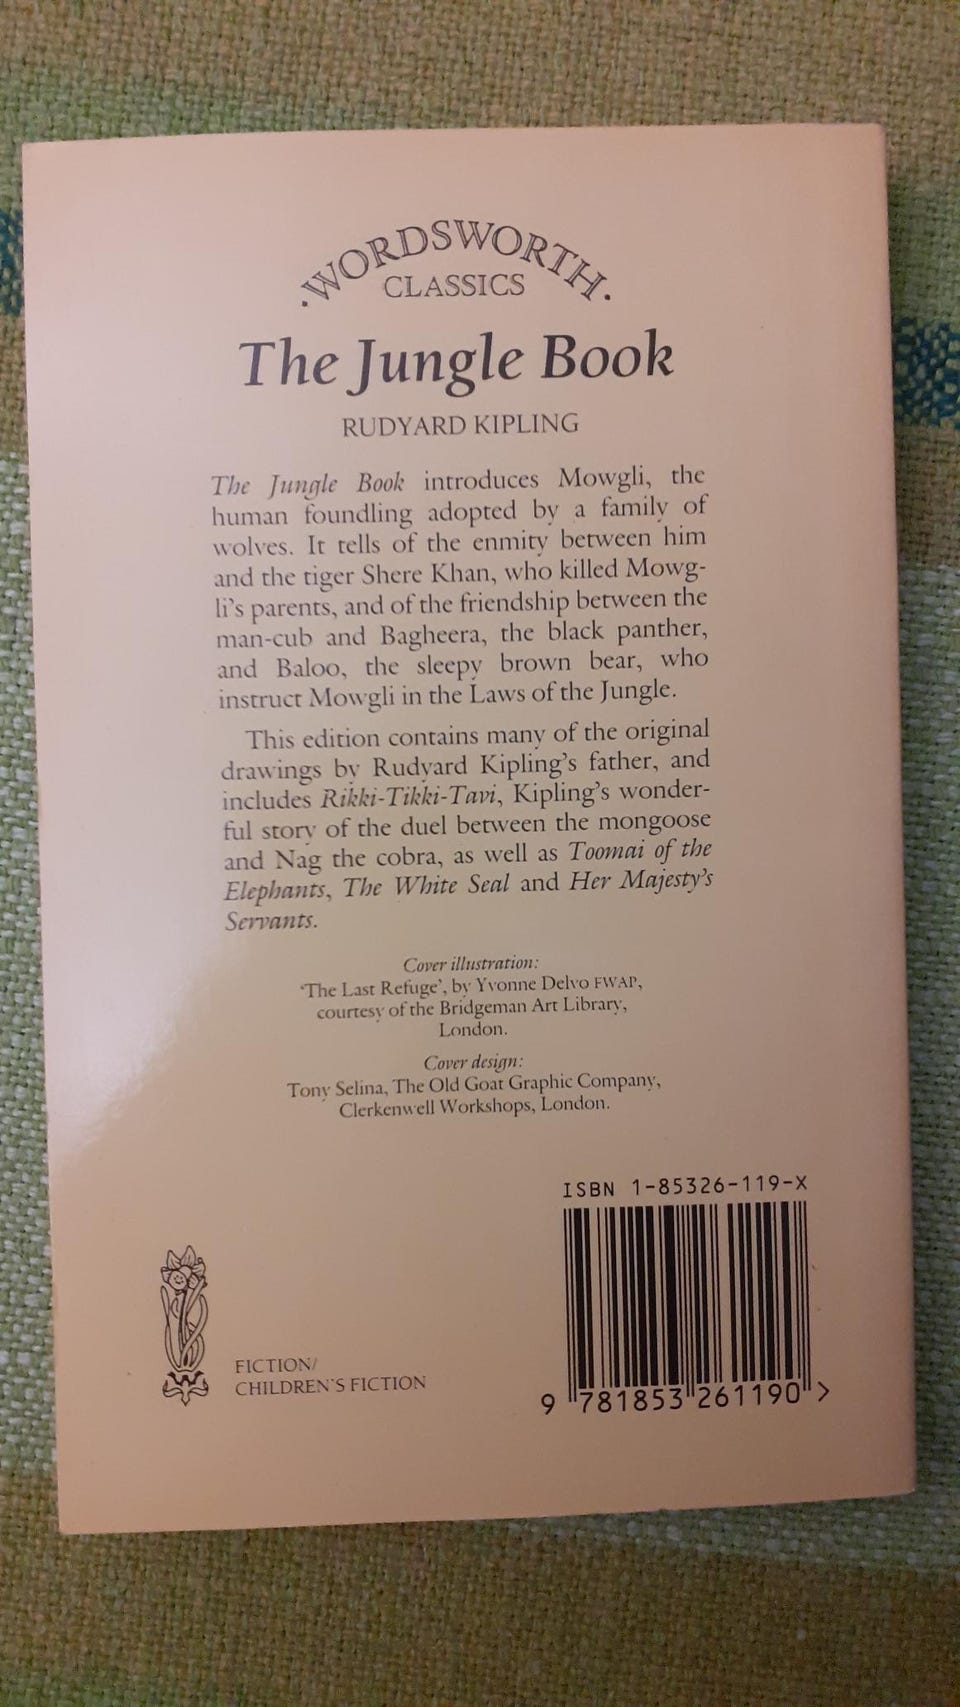 ·WORDSWORTH·
CLASSICS
The Jungle Book
RUDYARD KIPLING
The Jungle Book introduces Mowgli, the
human foundling adopted by a family of
wolves. It tells of the enmity between him
and the tiger Shere Khan, who killed Mowg-
li's parents, and of the friendship between the
man-cub and Bagheera, the black panther,
and Baloo, the sleepy brown bear, who
instruct Mowgli in the Laws of the Jungle.
This edition contains many of the original
drawings by Rudyard Kipling's father, and
includes Rikki-Tikki-Tavi, Kipling's wonder-
ful story of the duel between the mongoose
and Nag the cobra, as well as Toomai of the
Elephants, The White Seal and Her Majesty's
Servants.
Cover illustration:
'The Last Refuge', by Yvonne Delvo FWAP,
courtesy of the Bridgeman Art Library,
London.
Cover design:
Tony Selina, The Old Goat Graphic Company,
Clerkenwell Workshops, London.
ISBN 1-85326-119-X
9 781853 261190 >
FICTION/
CHILDREN'S FICTION